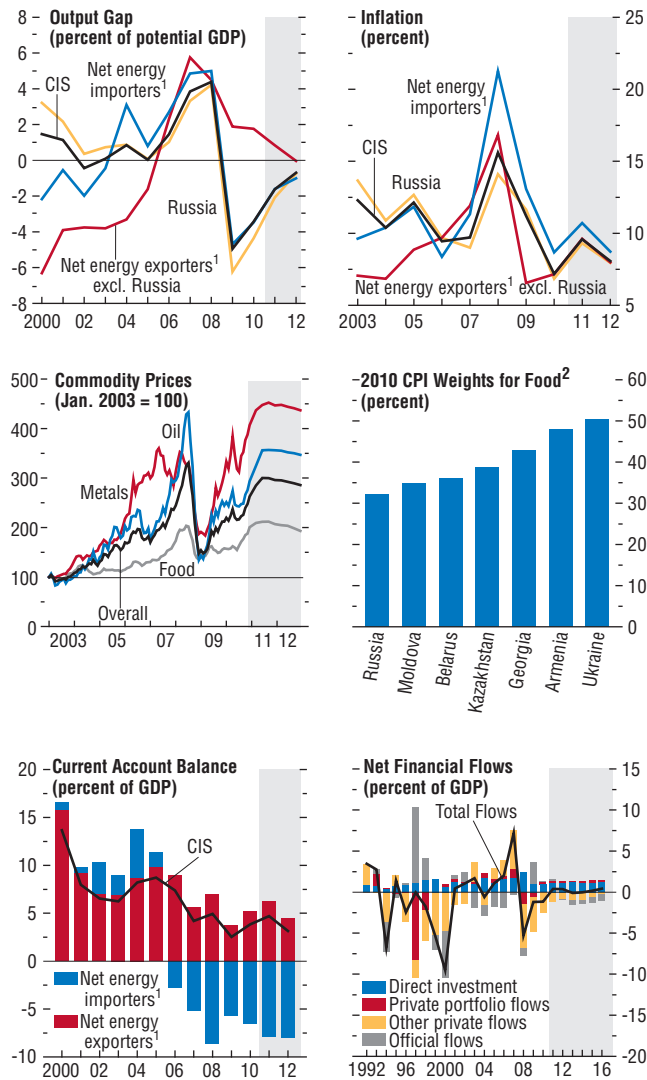 Output Gap
(percent of potential GDP)
8
6
4
2
0
-2
-4
-6
-8
CIS
Net energy
importers¹
Russia
Net energy exporters¹
excl. Russia
2000 02 04 06 08 10 12
Inflation
(percent)
25
20
15
10
5
Net energy
importers¹
CIS
Russia
Net energy exporters¹ excl. Russia
2003 05 07 09 11 12
Commodity Prices
(Jan. 2003 = 100)
500
400
300
200
100
0
Oil
Metals
Food
Overall
2003 05 07 09 11 12
2010 CPI Weights for Food²
(percent)
60
50
40
30
20
10
0
Russia
Moldova
Belarus
Kazakhstan
Georgia
Armenia
Ukraine
Current Account Balance
(percent of GDP)
20
15
10
5
0
-5
-10
CIS
Net energy
importers¹
Net energy
exporters¹
2000 02 04 06 08 10 12
Net Financial Flows
(percent of GDP)
15
10
5
0
-5
-10
-15
-20
Total Flows
Direct investment
Private portfolio flows
Other private flows
Official flows
1992 96 2000 04 08 12 16